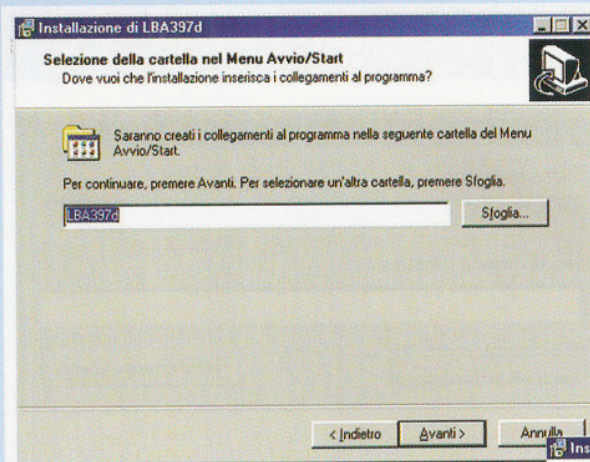 Installazione di LBA397d
Selezione della cartella nel Menu Avvio/Start
Dove vuoi che l'installazione inserisca i collegamenti al programma?
Saranno creati i collegamenti al programma nella seguente cartella del Menu
Avvio/Start.
Per continuare, premere Avanti. Per selezionare un'altra cartella, premere Sfoglia.
LBA397d
Sfoglia...
< Indietro
Avanti >
Annulla
Ins